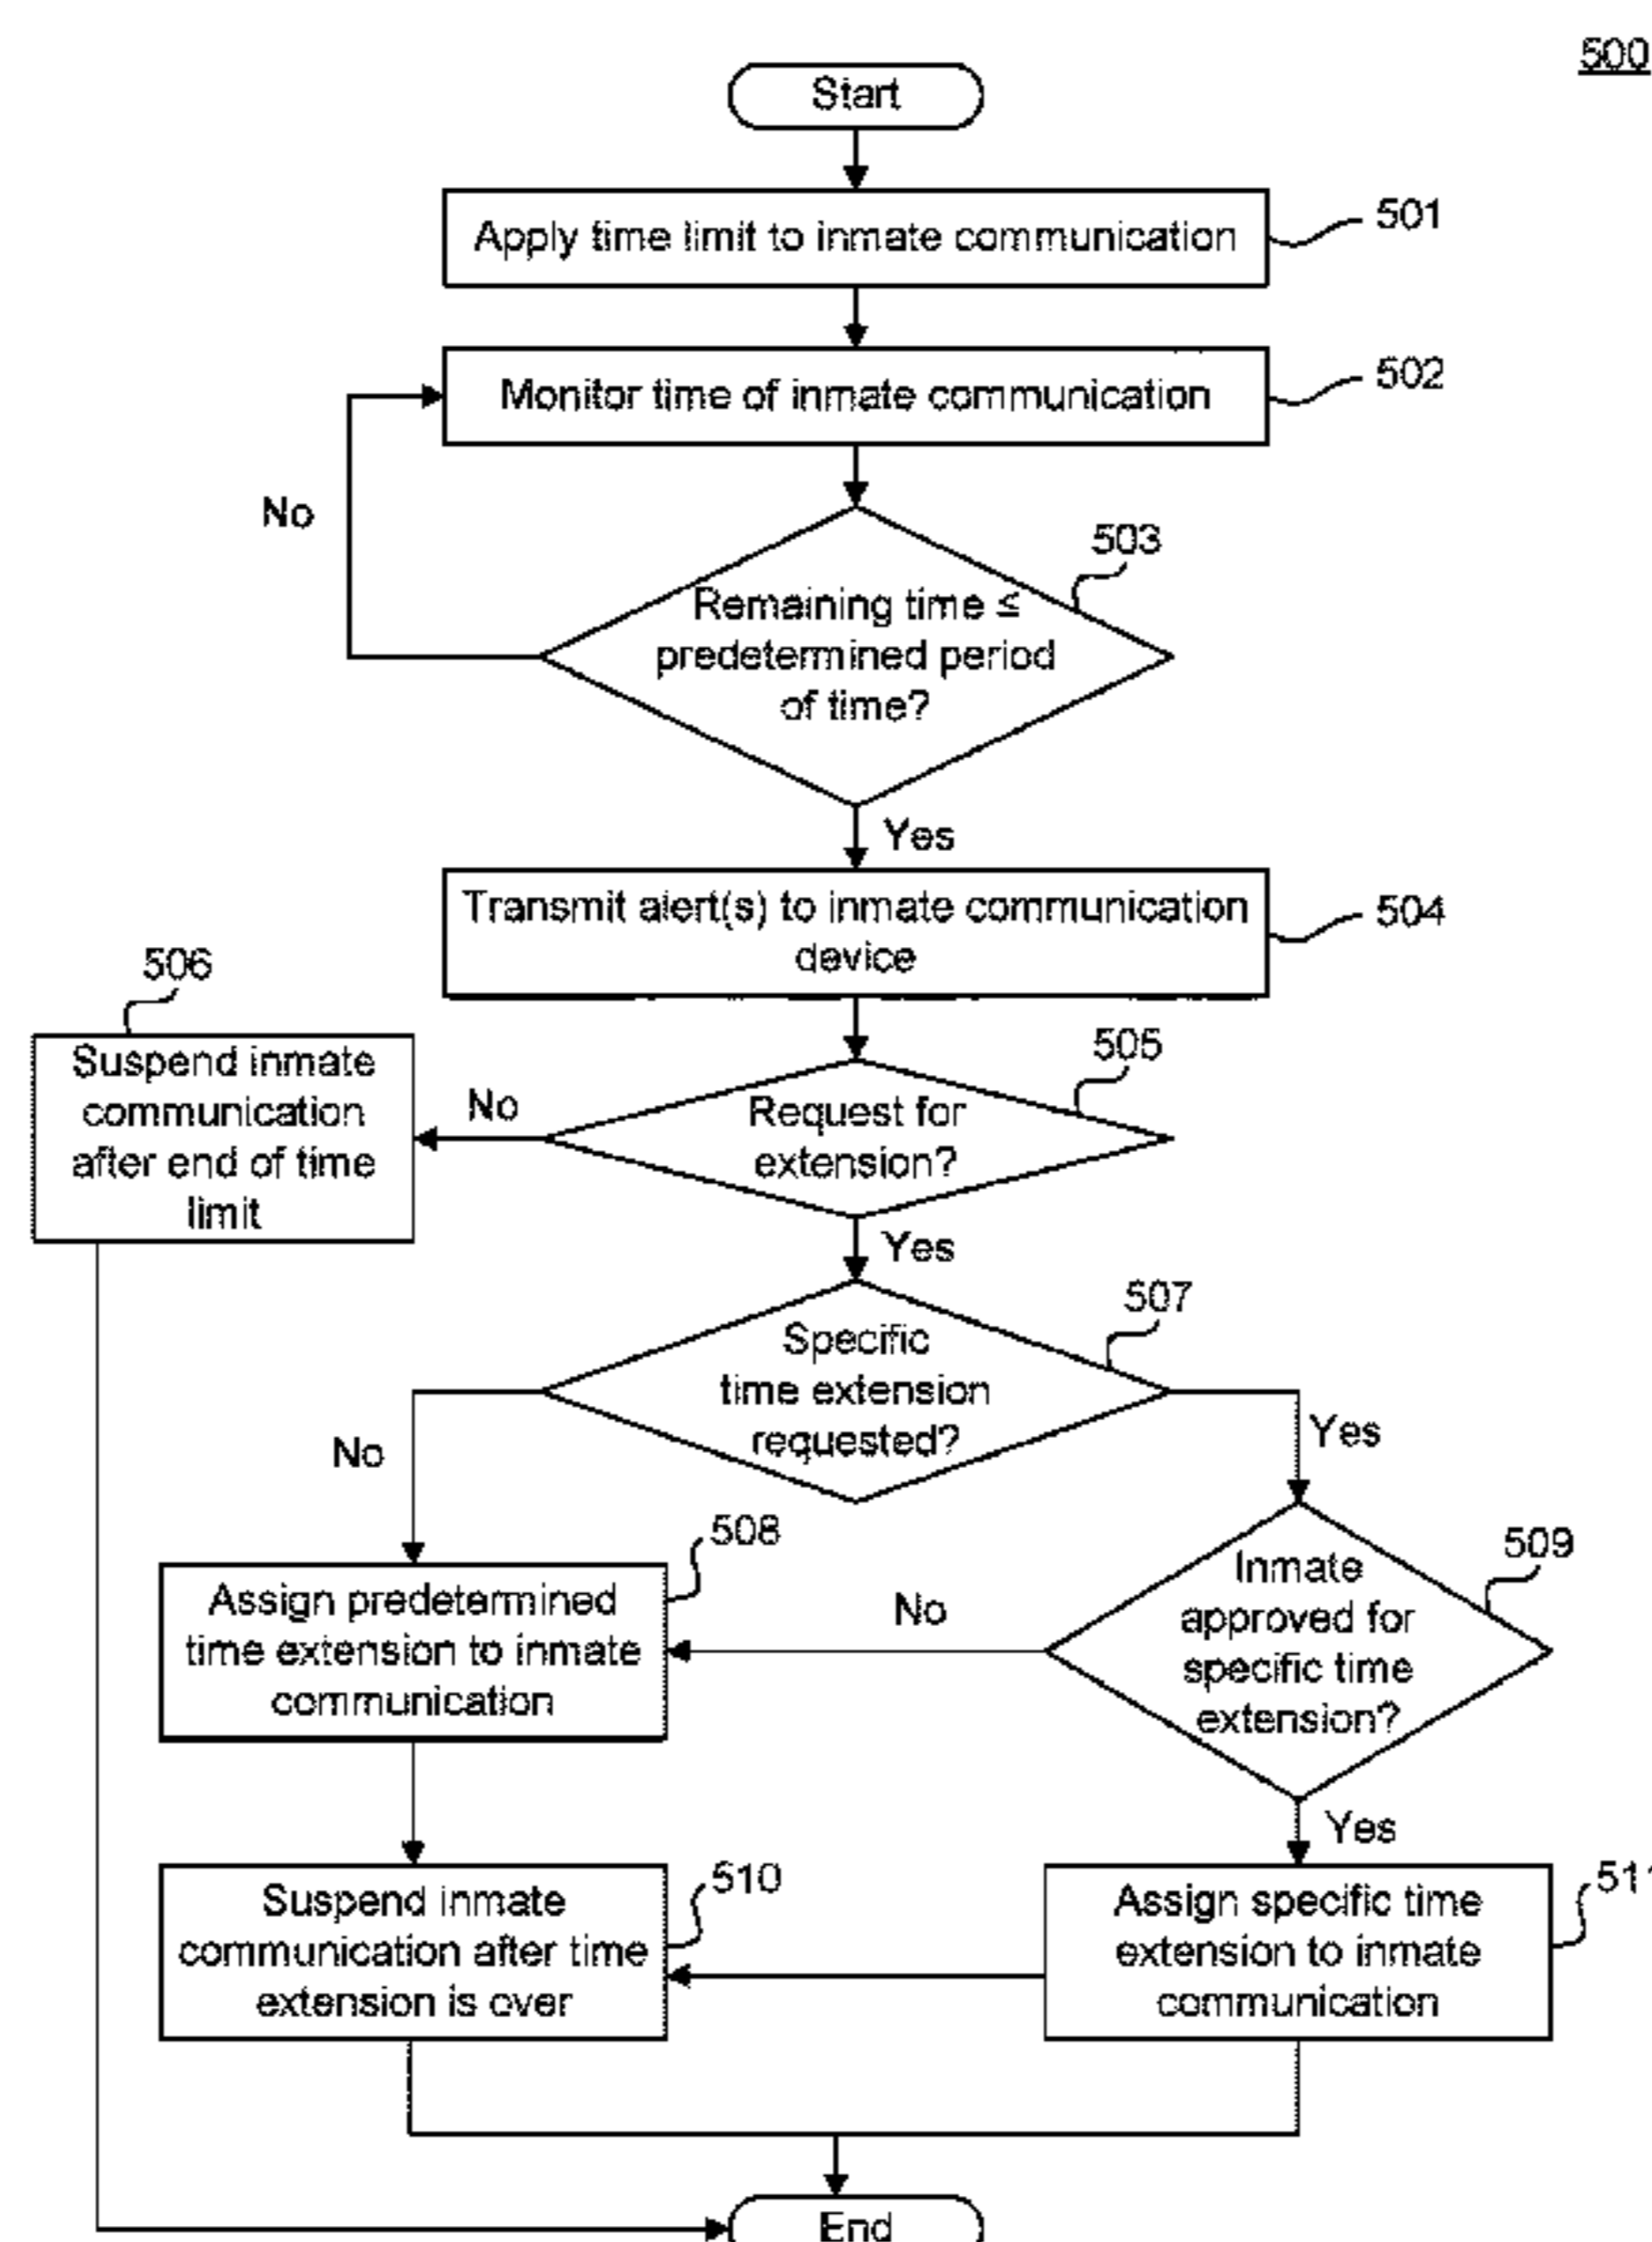 500
Start
Apply time limit to inmate communication
501
Monitor time of inmate communication
502
No
503
Remaining time ≤
predetermined period
of time?
Yes
Transmit alert(s) to inmate communication
device
504
506
Suspend inmate
communication
after end of time
limit
No
505
Request for
extension?
Yes
507
Specific
time extension
requested?
No
Yes
508
Assign predetermined
time extension to inmate
communication
No
509
Inmate
approved for
specific time
extension?
Yes
510
Suspend inmate
communication after time
extension is over
511
Assign specific time
extension to inmate
communication
End